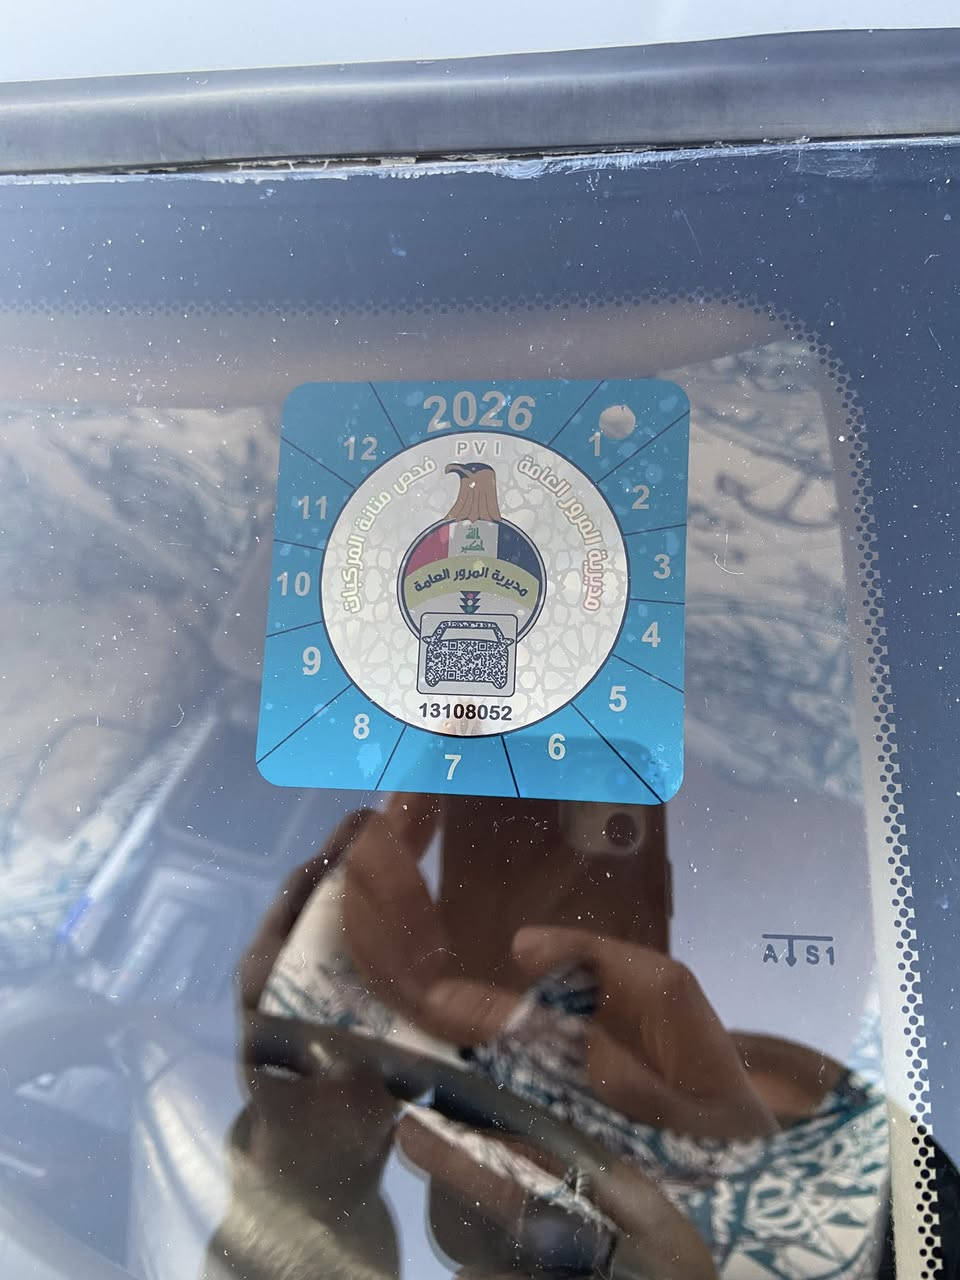 2026
PVI
مديرية المرور العامة
فحص متانة المركبات
1
2
3
4
5
6
7
8
9
10
11
12
الله
اكبر
مديرية المرور العامة
13108052
A S1